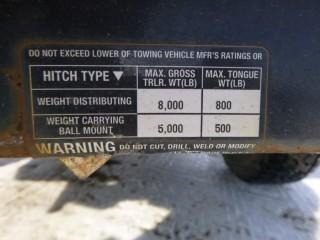 DO NOT EXCEED LOWER OF TOWING VEHICLE MFR'S RATINGS OR
HITCH TYPE ▼ MAX. GROSS TRLR. WT(LB) MAX. TONGUE WT(LB)
WEIGHT DISTRIBUTING 8,000 800
WEIGHT CARRYING BALL MOUNT 5,000 500
WARNING DO NOT CUT, DRILL, WELD OR MODIFY